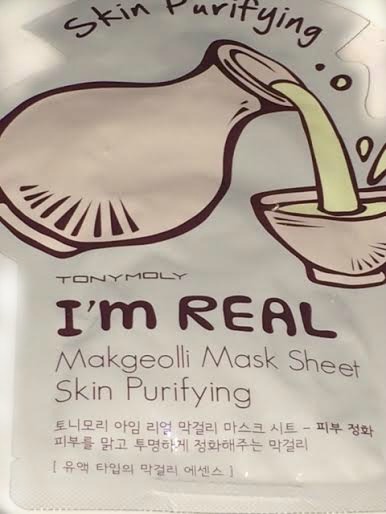 Skin Purifying
TONYMOLY
I'm REAL
Makgeolli Mask Sheet
Skin Purifying
토니모리 아임 리얼 막걸리 마스크 시트 - 피부 정화
피부를 맑고 투명하게 정화해주는 막걸리
[ 유액 타입의 막걸리 에센스 ]